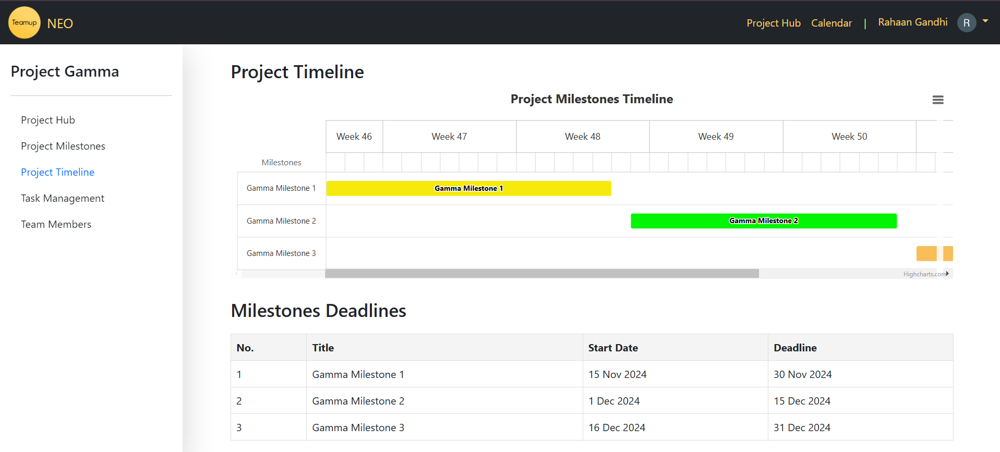 Teamup NEO Project Hub Calendar | Rahaan Gandhi R
Project Gamma
Project Hub
Project Milestones
Project Timeline
Task Management
Team Members
Project Timeline
Project Milestones Timeline
Week 46 Week 47 Week 48 Week 49 Week 50
Milestones
Gamma Milestone 1 Gamma Milestone 1
Gamma Milestone 2 Gamma Milestone 2
Gamma Milestone 3
Highcharts.com
Milestones Deadlines
No. Title Start Date Deadline
1 Gamma Milestone 1 15 Nov 2024 30 Nov 2024
2 Gamma Milestone 2 1 Dec 2024 15 Dec 2024
3 Gamma Milestone 3 16 Dec 2024 31 Dec 2024